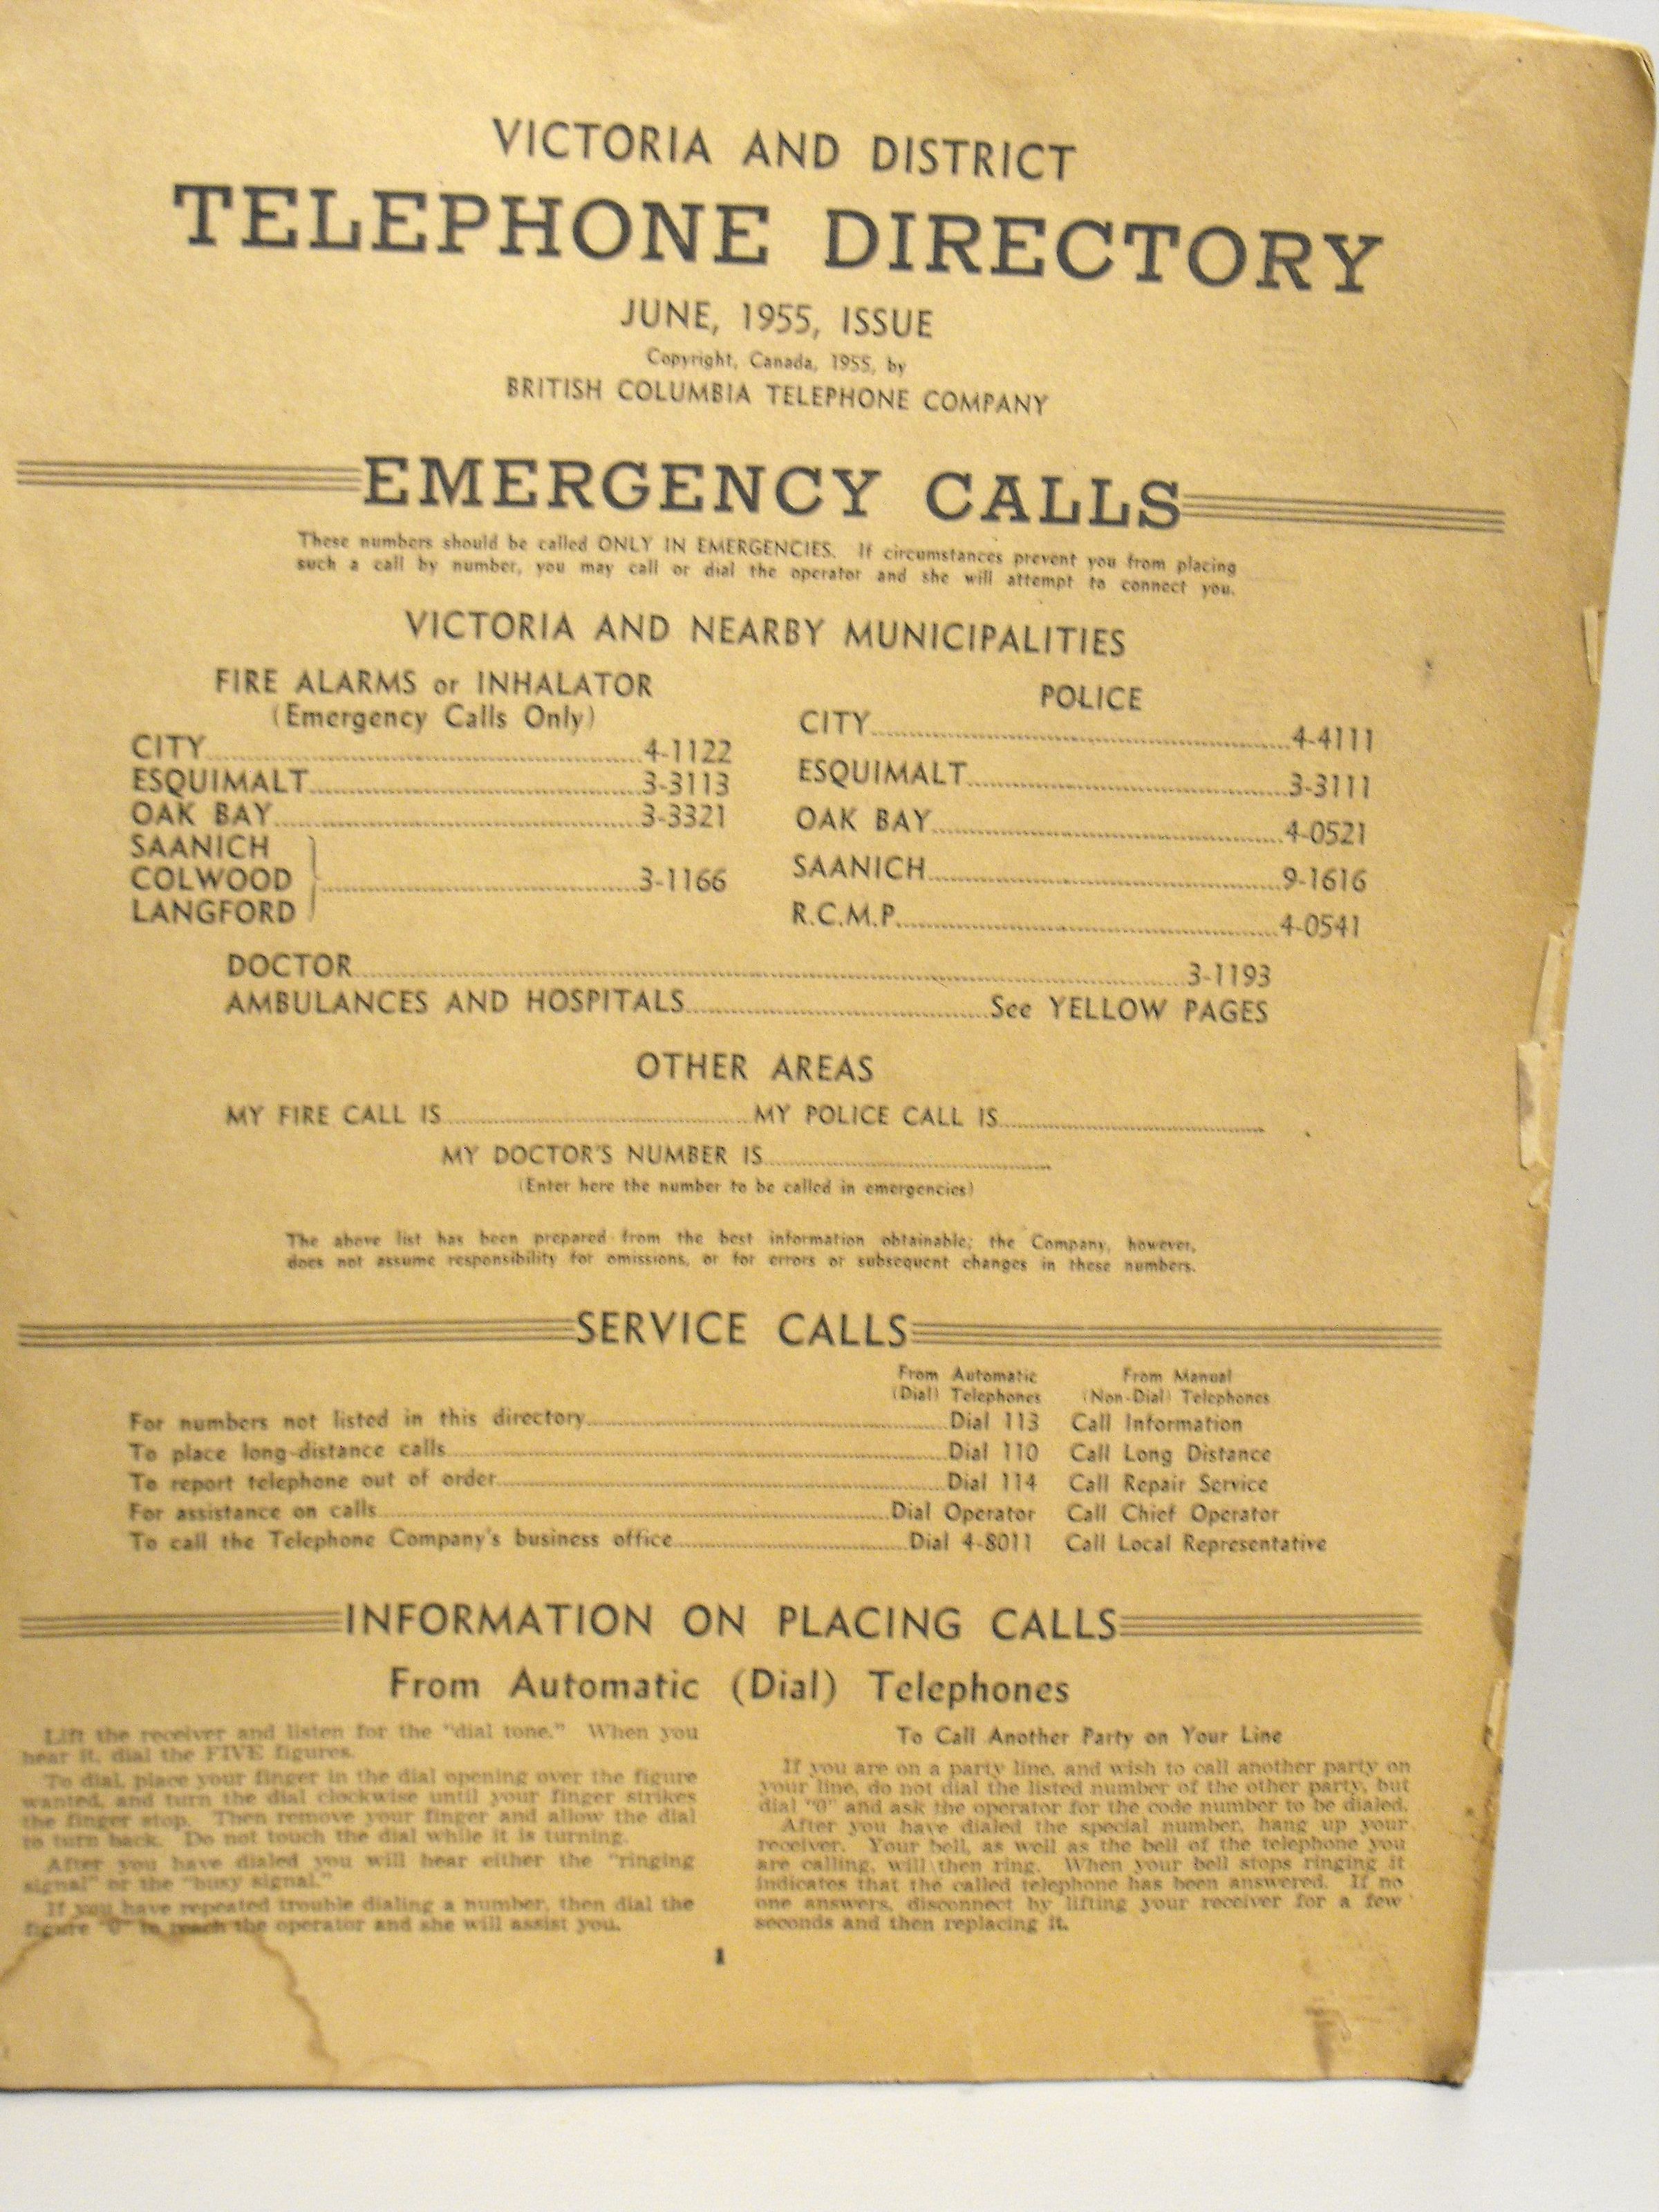 VICTORIA AND DISTRICT
TELEPHONE DIRECTORY
JUNE, 1955, ISSUE
Copyright, Canada, 1955, by
BRITISH COLUMBIA TELEPHONE COMPANY
EMERGENCY CALLS
These numbers should be called ONLY IN EMERGENCIES. If circumstances prevent you from placing
such a call by number, you may call or dial the operator and she will attempt to connect you.
VICTORIA AND NEARBY MUNICIPALITIES
FIRE ALARMS or INHALATOR
(Emergency Calls Only)
CITY 4-1122
ESQUIMALT 3-3113
OAK BAY 3-3321
SAANICH
COLWOOD 3-1166
LANGFORD
POLICE
CITY 4-4111
ESQUIMALT 3-3111
OAK BAY 4-0521
SAANICH 9-1616
R.C.M.P. 4-0541
DOCTOR 3-1193
AMBULANCES AND HOSPITALS See YELLOW PAGES
OTHER AREAS
MY FIRE CALL IS MY POLICE CALL IS
MY DOCTOR'S NUMBER IS
(Enter here the number to be called in emergencies)
The above list has been prepared from the best information obtainable; the Company, however,
does not assume responsibility for omissions, or for errors or subsequent changes in these numbers.
SERVICE CALLS
From Automatic From Manual
(Dial) Telephones (Non-Dial) Telephones
For numbers not listed in this directory Dial 113 Call Information
To place long-distance calls Dial 110 Call Long Distance
To report telephone out of order Dial 114 Call Repair Service
For assistance on calls Dial Operator Call Chief Operator
To call the Telephone Company's business office Dial 4-8011 Call Local Representative
INFORMATION ON PLACING CALLS
From Automatic (Dial) Telephones
Lift the receiver and listen for the "dial tone." When you
hear it, dial the FIVE figures.
To dial, place your finger in the dial opening over the figure
wanted, and turn the dial clockwise until your finger strikes
the finger stop. Then remove your finger and allow the dial
to turn back. Do not touch the dial while it is turning.
After you have dialed you will hear either the "ringing
signal" or the "busy signal."
If you have repeated trouble dialing a number, then dial the
figure "0" to reach the operator and she will assist you.
To Call Another Party on Your Line
If you are on a party line, and wish to call another party on
your line, do not dial the listed number of the other party, but
dial "0" and ask the operator for the code number to be dialed.
After you have dialed the special number, hang up your
receiver. Your bell, as well as the bell of the telephone you
are calling, will then ring. When your bell stops ringing it
indicates that the called telephone has been answered. If no
one answers, disconnect by lifting your receiver for a few
seconds and then replacing it.
1